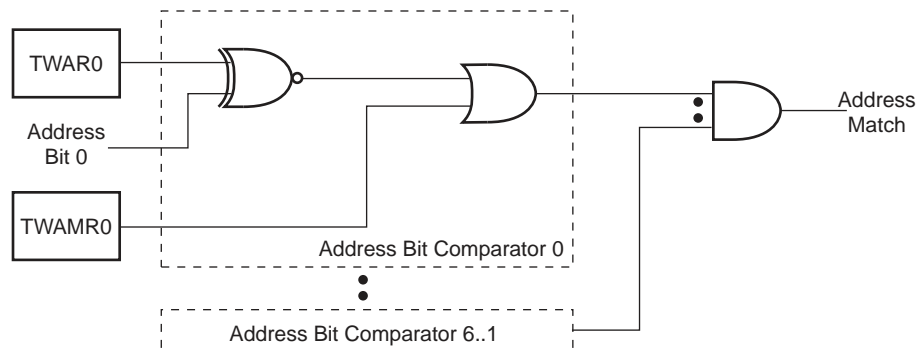 TWAR0
Address
Bit 0
Address
Match
TWAMR0
Address Bit Comparator 0
Address Bit Comparator 6..1